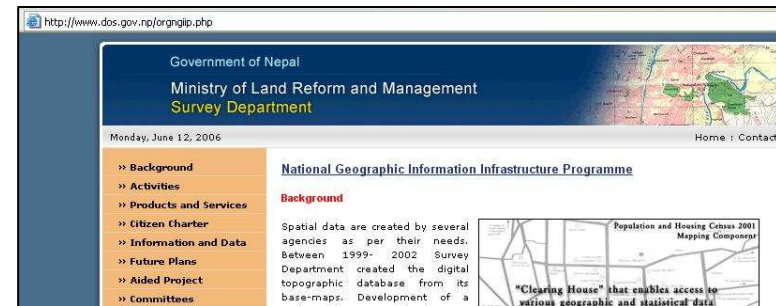 http://www.dos.gov.np/orgngiip.php
Government of Nepal
Ministry of Land Reform and Management
Survey Department
Monday, June 12, 2006
Home : Contact
›› Background
›› Activities
›› Products and Services
›› Citizen Charter
›› Information and Data
›› Future Plans
›› Aided Project
›› Committees
National Geographic Information Infrastructure Programme
Background
Spatial data are created by several
agencies as per their needs.
Between 1999- 2002 Survey
Department created the digital
topographic database from its
base-maps. Development of a
Population and Housing Census 2001
Mapping Component
"Clearing House" that enables access to
various geographic and statistical data